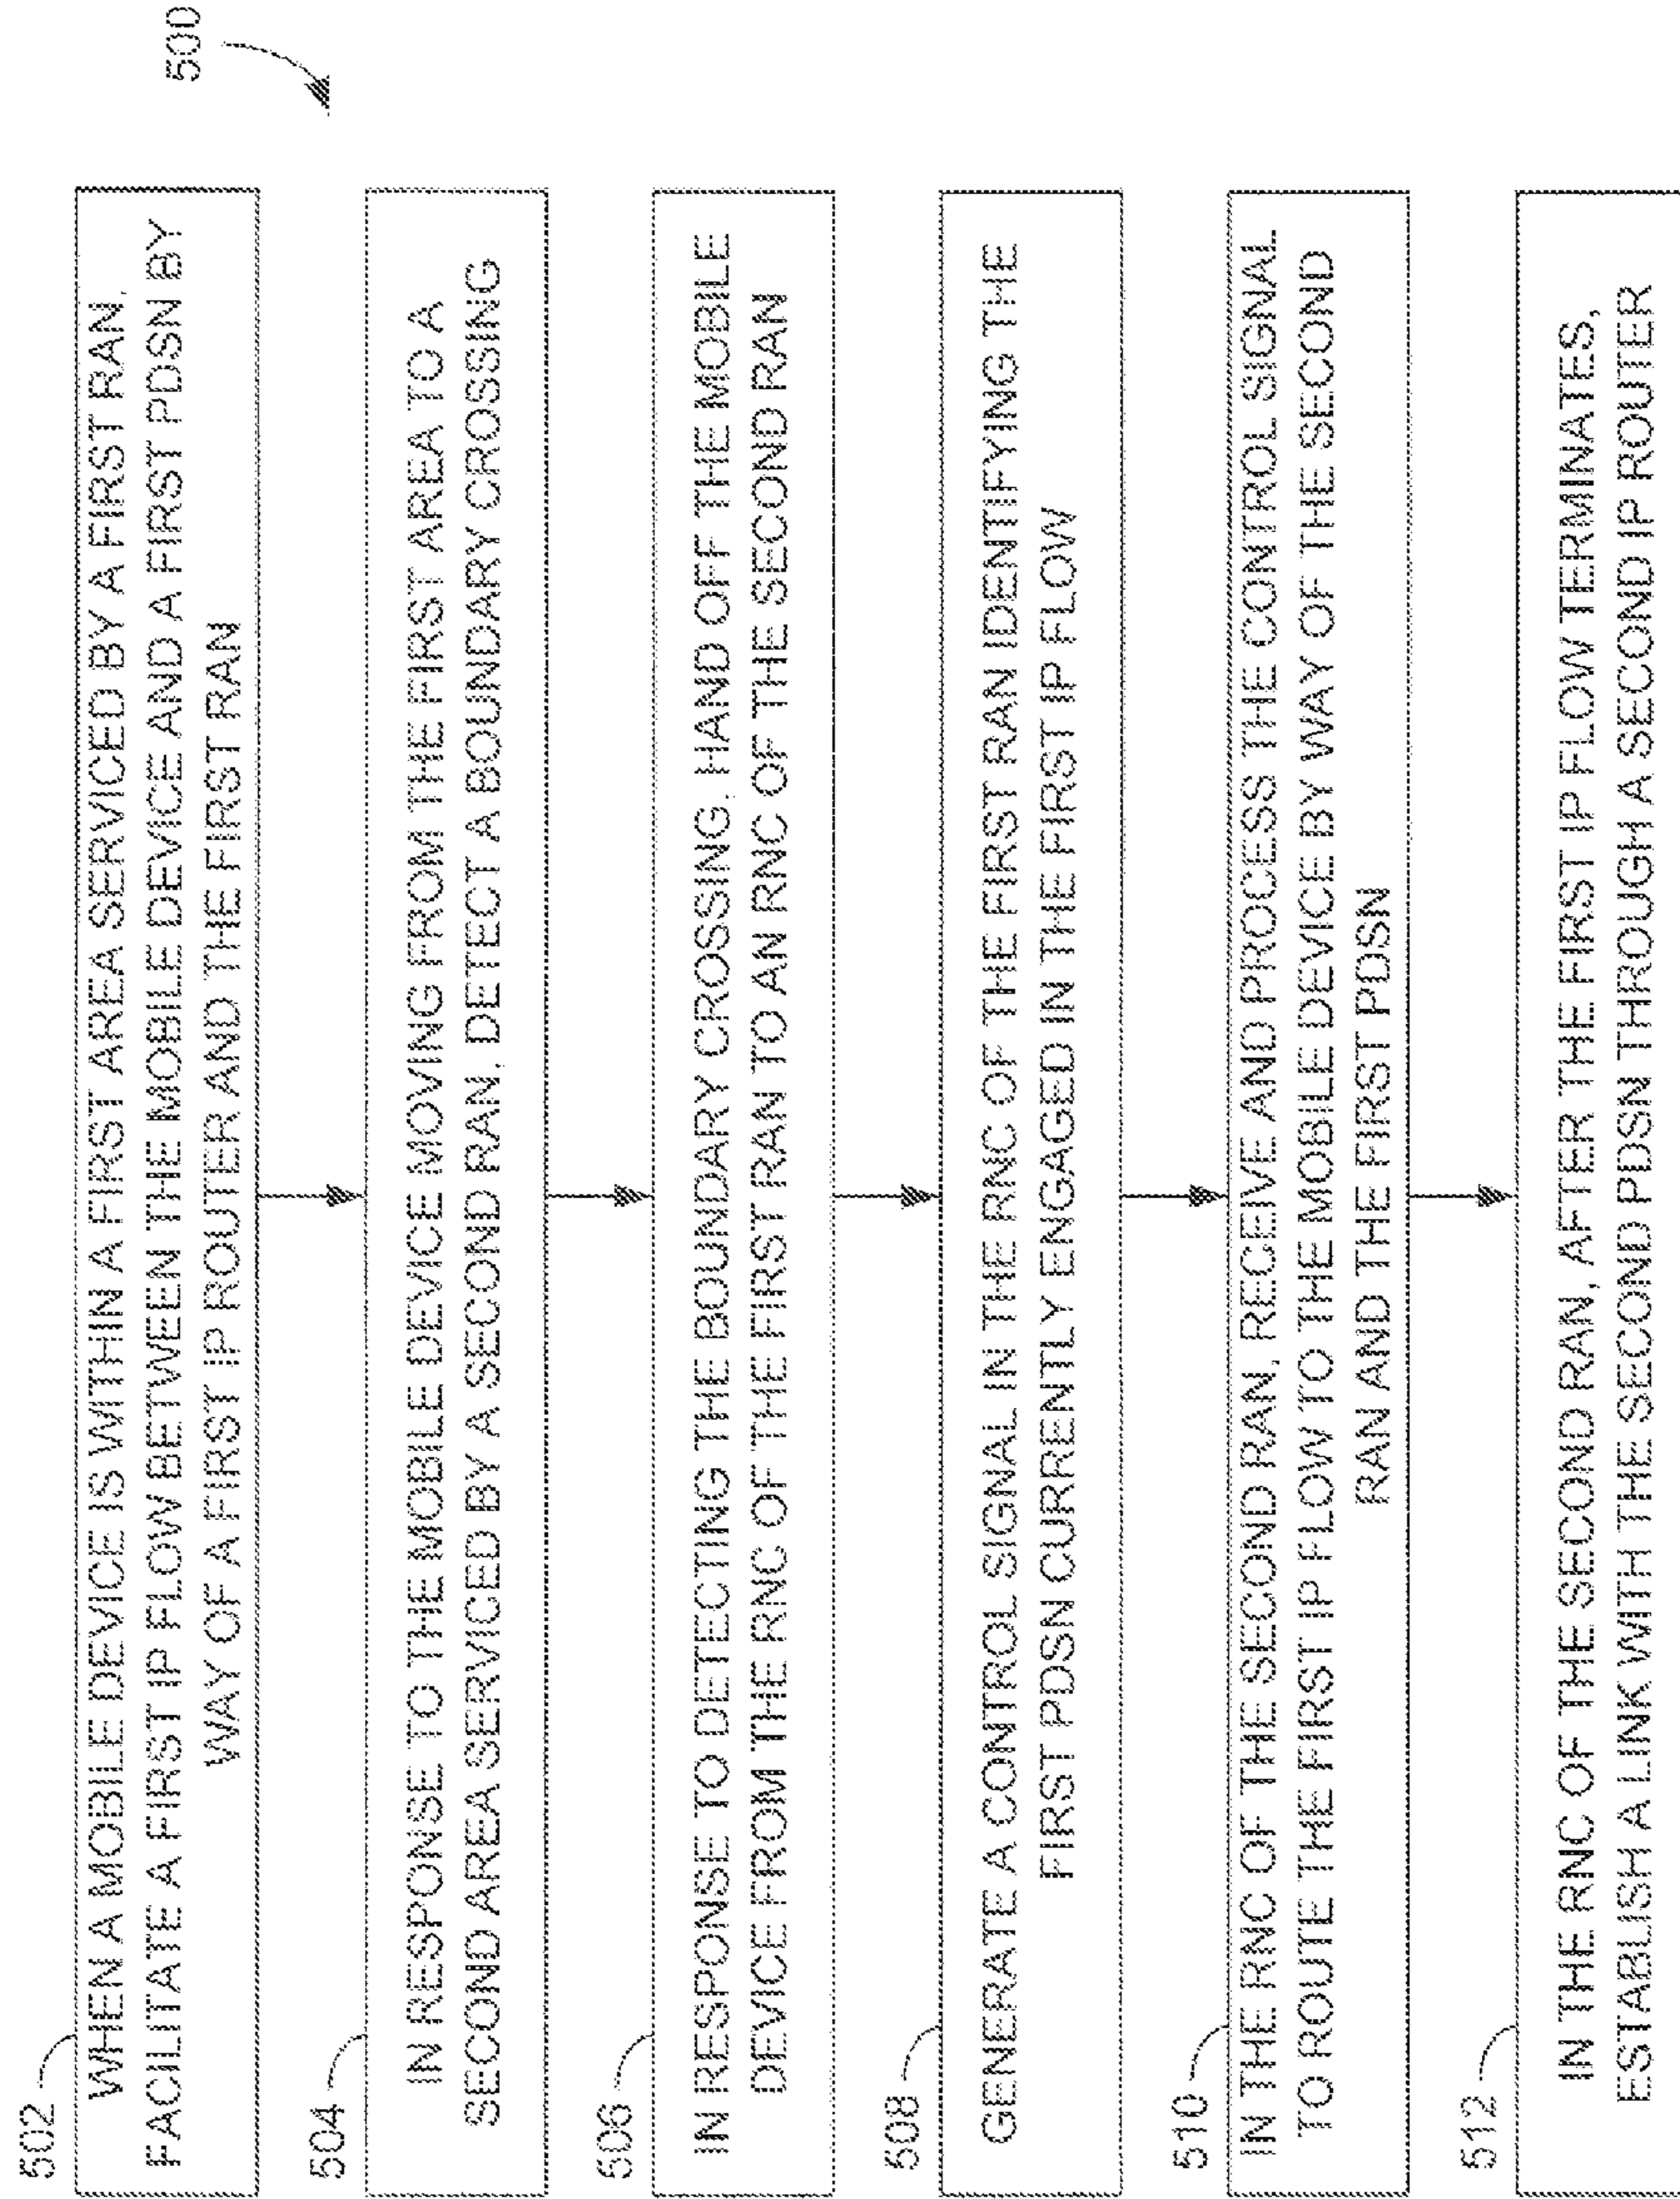 500
502
WHEN A MOBILE DEVICE IS WITHIN A FIRST AREA SERVICED BY A FIRST RAN,
FACILITATE A FIRST IP FLOW BETWEEN THE MOBILE DEVICE AND A FIRST PDSN BY
WAY OF A FIRST IP ROUTER AND THE FIRST RAN
504
IN RESPONSE TO THE MOBILE DEVICE MOVING FROM THE FIRST AREA TO A
SECOND AREA SERVICED BY A SECOND RAN, DETECT A BOUNDARY CROSSING
506
IN RESPONSE TO DETECTING THE BOUNDARY CROSSING, HAND OFF THE MOBILE
DEVICE FROM THE RNC OF THE FIRST RAN TO AN RNC OF THE SECOND RAN
508
GENERATE A CONTROL SIGNAL IN THE RNC OF THE FIRST RAN IDENTIFYING THE
FIRST PDSN CURRENTLY ENGAGED IN THE FIRST IP FLOW
510
IN THE RNC OF THE SECOND RAN, RECEIVE AND PROCESS THE CONTROL SIGNAL
TO ROUTE THE FIRST IP FLOW TO THE MOBILE DEVICE BY WAY OF THE SECOND
RAN AND THE FIRST PDSN
512
IN THE RNC OF THE SECOND RAN, AFTER THE FIRST IP FLOW TERMINATES,
ESTABLISH A LINK WITH THE SECOND PDSN THROUGH A SECOND IP ROUTER